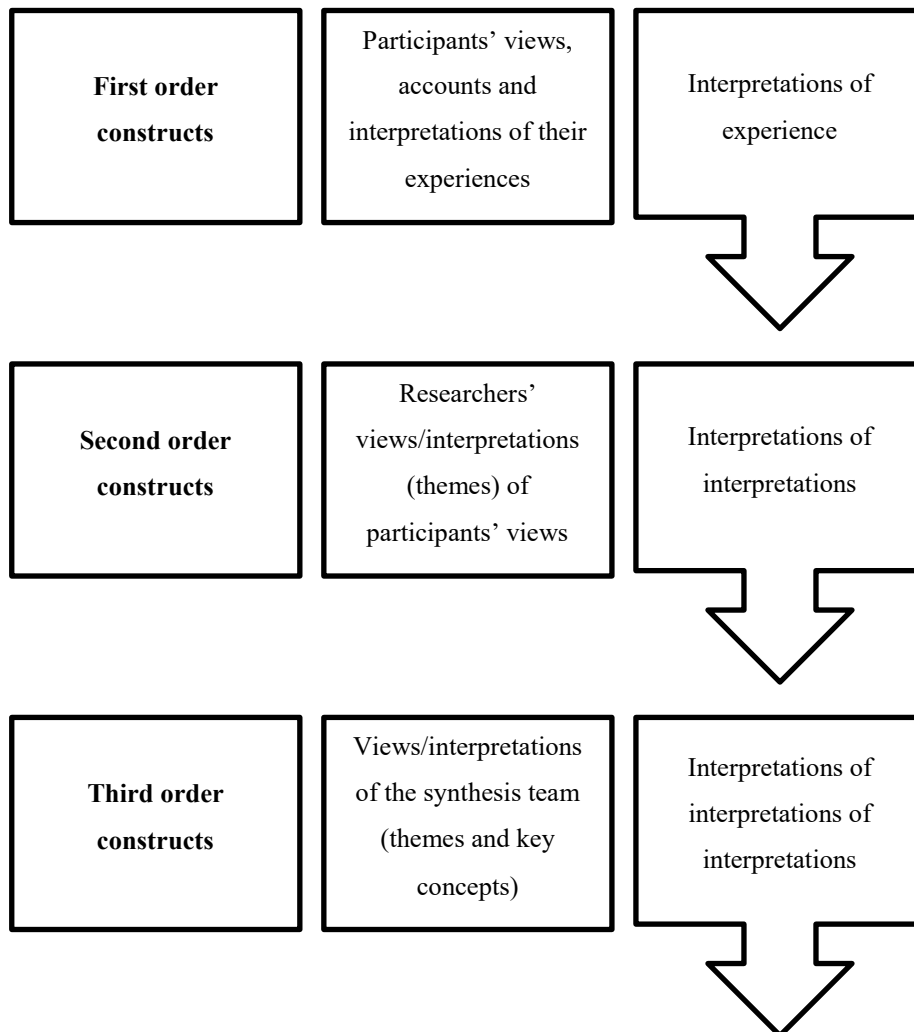 First order
constructs
Participants’ views,
accounts and
interpretations of their
experiences
Interpretations of
experience
Second order
constructs
Researchers’
views/interpretations
(themes) of
participants’ views
Interpretations of
interpretations
Third order
constructs
Views/interpretations
of the synthesis team
(themes and key
concepts)
Interpretations of
interpretations of
interpretations